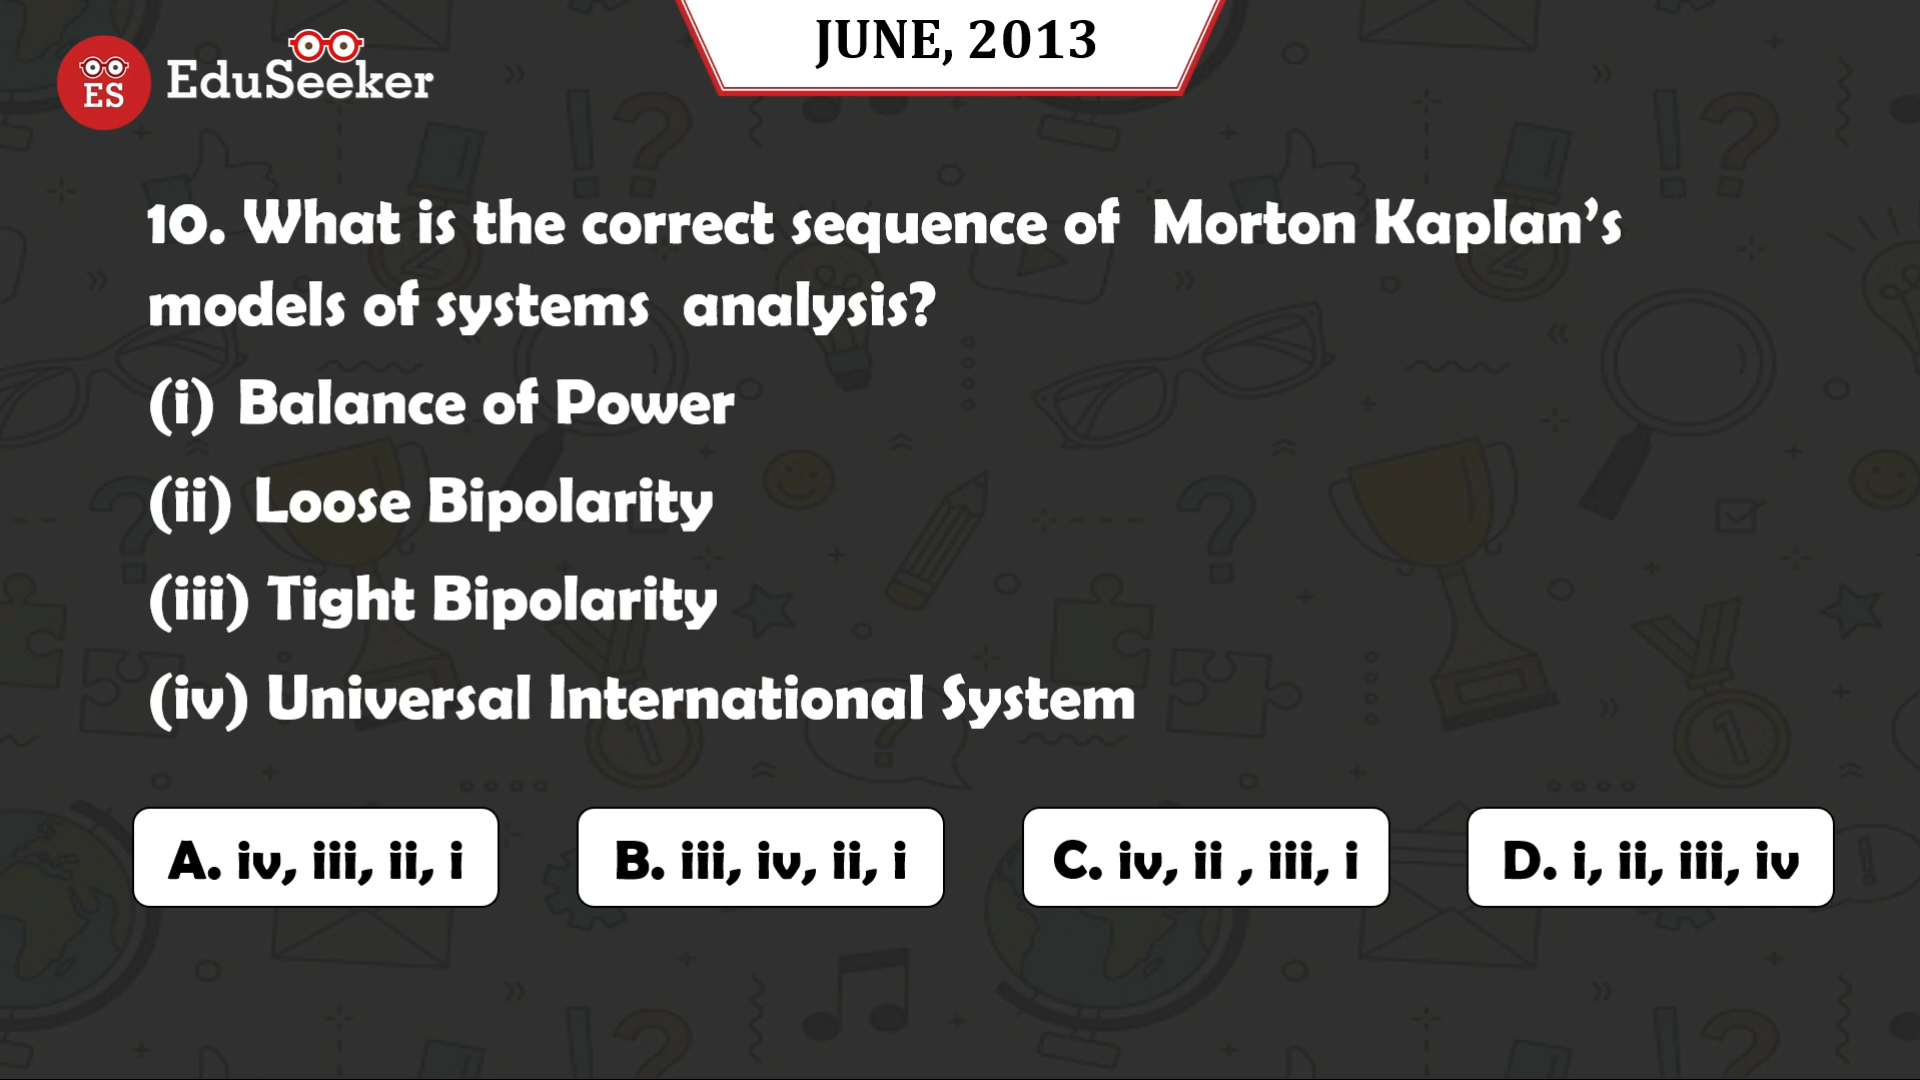 JUNE, 2013
ES
EduSeeker
10. What is the correct sequence of Morton Kaplan’s
models of systems analysis?
(i) Balance of Power
(ii) Loose Bipolarity
(iii) Tight Bipolarity
(iv) Universal International System
A. iv, iii, ii, i
B. iii, iv, ii, i
C. iv, ii , iii, i
D. i, ii, iii, iv